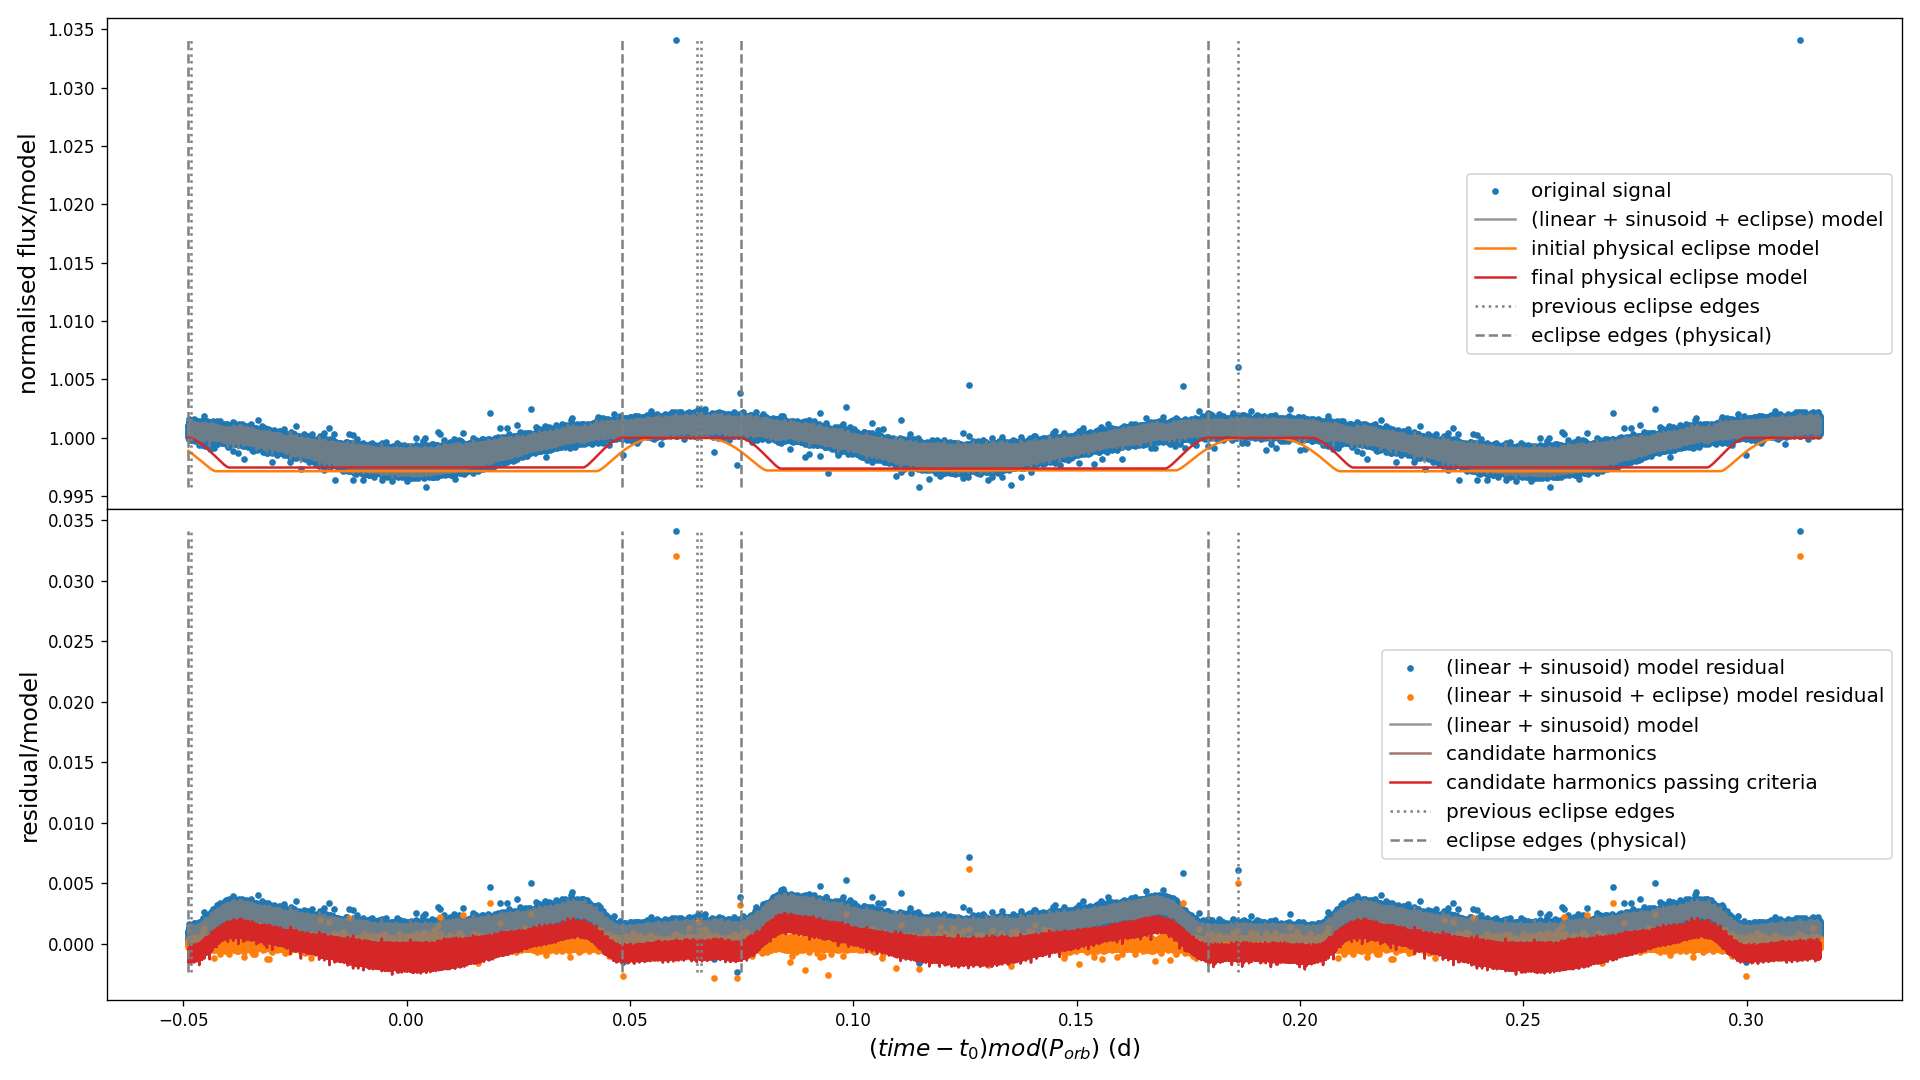 1.035
1.030
1.025
1.020
1.015
1.010
1.005
1.000
0.995
normalised flux/model
original signal
(linear + sinusoid + eclipse) model
initial physical eclipse model
final physical eclipse model
previous eclipse edges
eclipse edges (physical)
0.035
0.030
0.025
0.020
0.015
0.010
0.005
0.000
residual/model
(linear + sinusoid) model residual
(linear + sinusoid + eclipse) model residual
(linear + sinusoid) model
candidate harmonics
candidate harmonics passing criteria
previous eclipse edges
eclipse edges (physical)
−0.05 0.00 0.05 0.10 0.15 0.20 0.25 0.30
(time − t₀)mod(P_orb) (d)